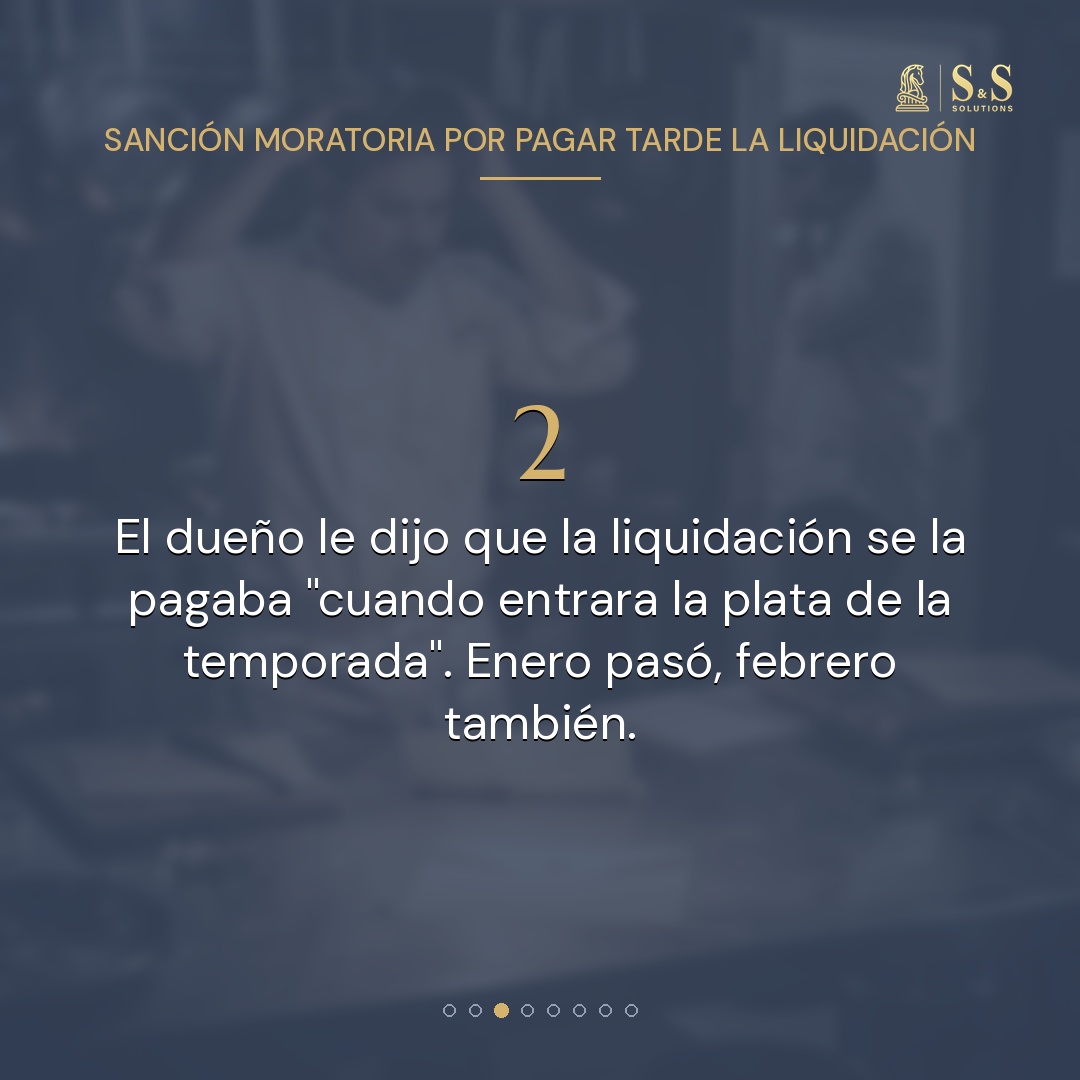 S&S
SOLUTIONS
SANCIÓN MORATORIA POR PAGAR TARDE LA LIQUIDACIÓN
2
El dueño le dijo que la liquidación se la
pagaba "cuando entrara la plata de la
temporada". Enero pasó, febrero
también.